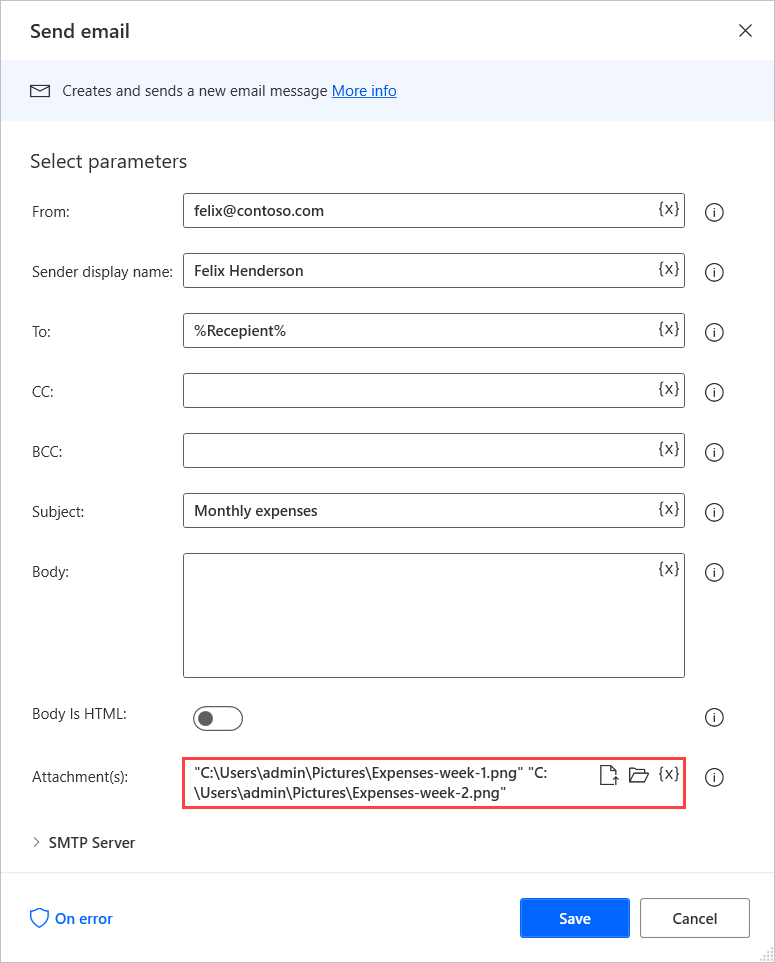 Send email
Creates and sends a new email message More info
Select parameters
From: felix@contoso.com {x}
Sender display name: Felix Henderson {x}
To: %Recepient% {x}
CC: {x}
BCC: {x}
Subject: Monthly expenses {x}
Body: {x}
Body Is HTML:
Attachment(s): "C:\Users\admin\Pictures\Expenses-week-1.png" "C: {x}
\Users\admin\Pictures\Expenses-week-2.png"
SMTP Server
On error Save Cancel